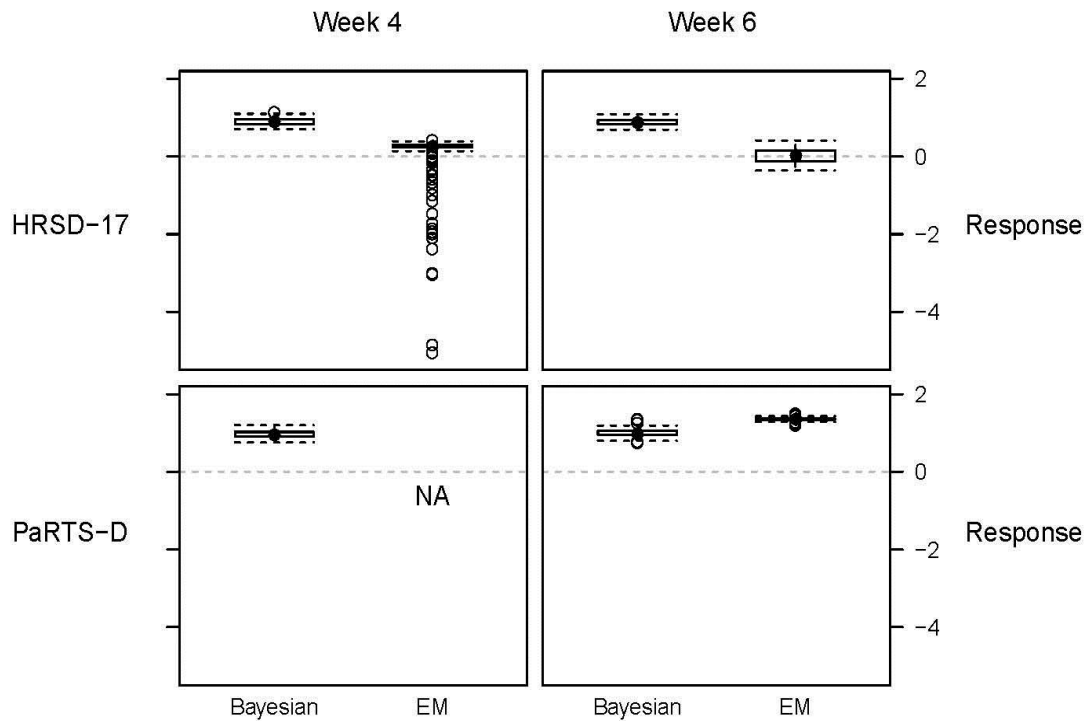 Week 4 Week 6
2
0
HRSD−17 −2 Response
−4
2
0
NA
PaRTS−D −2 Response
−4
Bayesian EM Bayesian EM